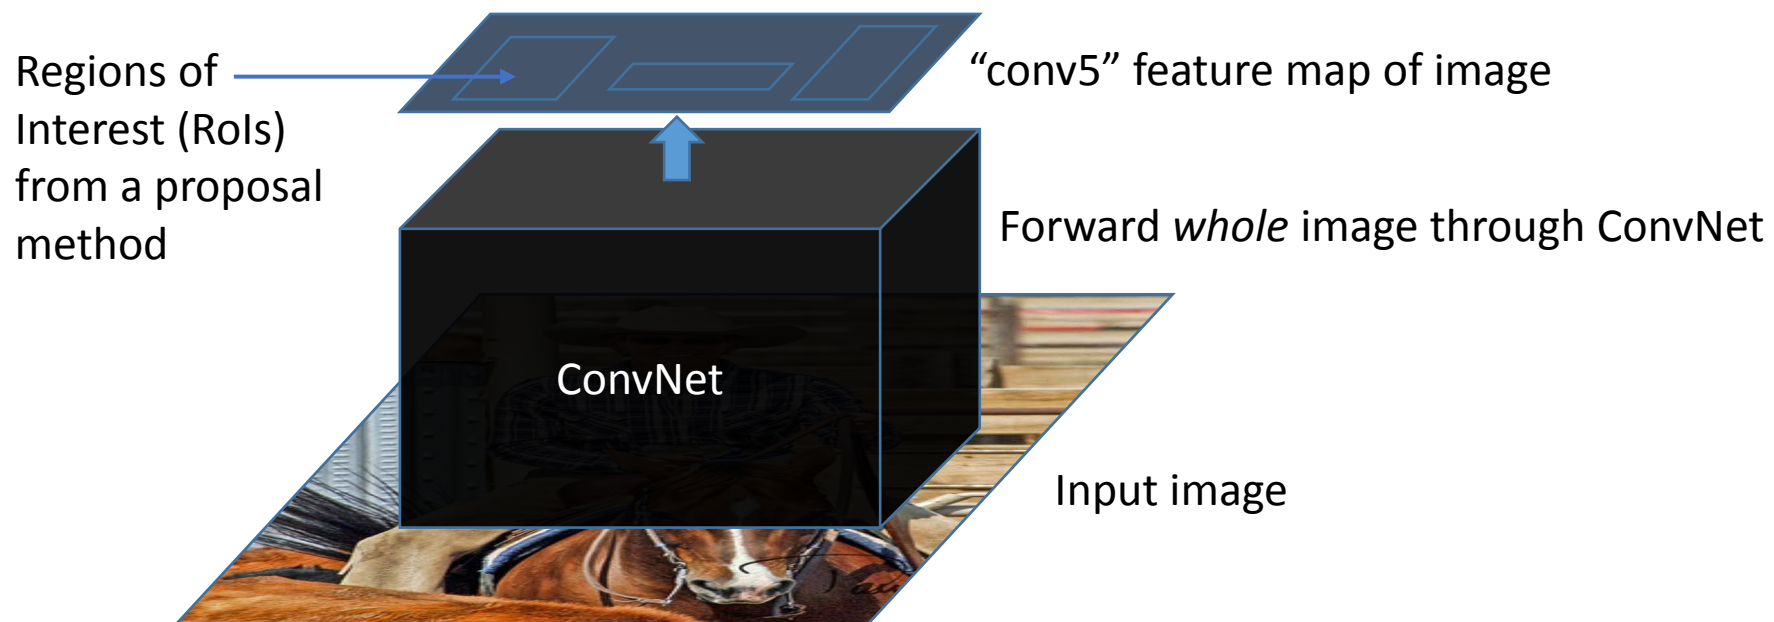 Regions of
Interest (RoIs)
from a proposal
method
“conv5” feature map of image
Forward whole image through ConvNet
ConvNet
Input image